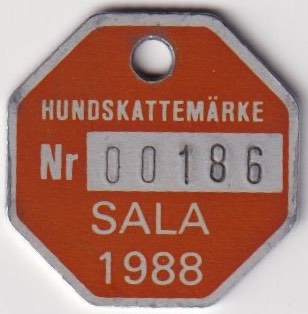 HUNDSKATTEMÄRKE
Nr 00186
SALA
1988